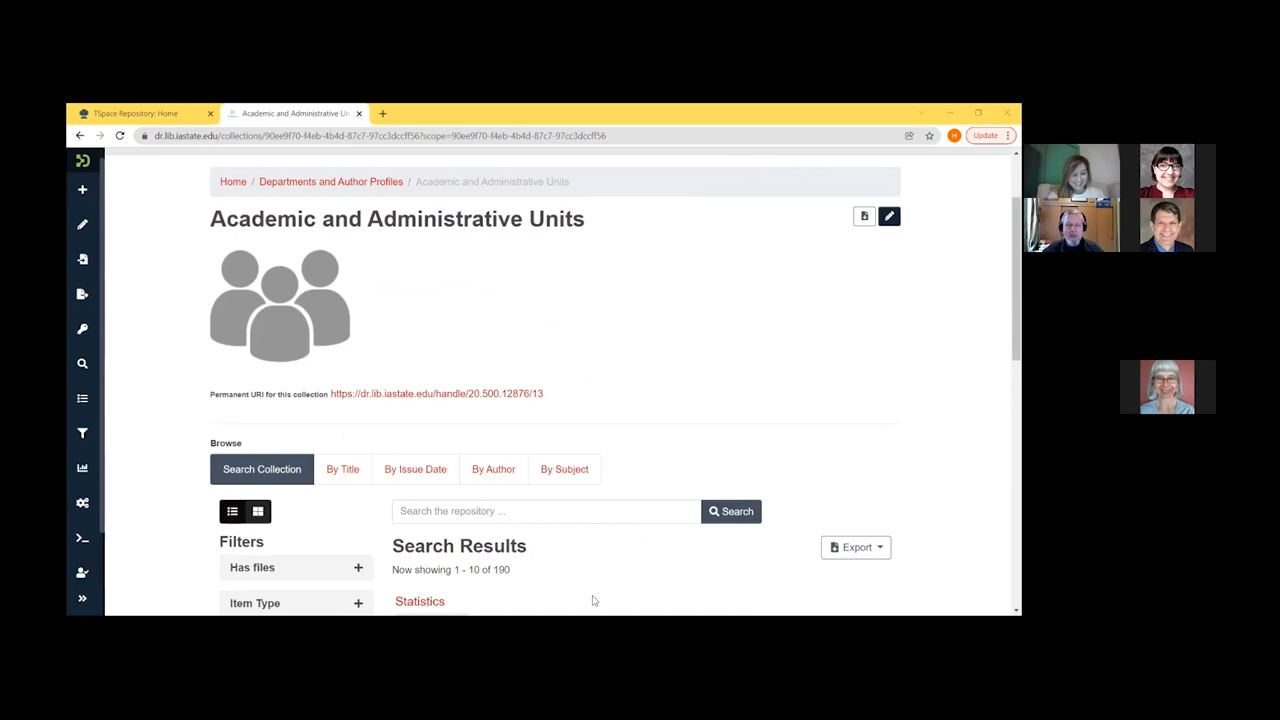 TSpace Repository: Home
Academic and Administrative Un
dr.lib.iastate.edu/collections/90ee9f70-f4eb-4b4d-87c7-97cc3dccff56?scope=90ee9f70-f4eb-4b4d-87c7-97cc3dccff56
H
Update
Home / Departments and Author Profiles / Academic and Administrative Units
Academic and Administrative Units
Permanent URI for this collection https://dr.lib.iastate.edu/handle/20.500.12876/13
Browse
Search Collection By Title By Issue Date By Author By Subject
Search the repository ... Search
Filters
Search Results
Export
Has files +
Now showing 1 - 10 of 190
Item Type +
Statistics